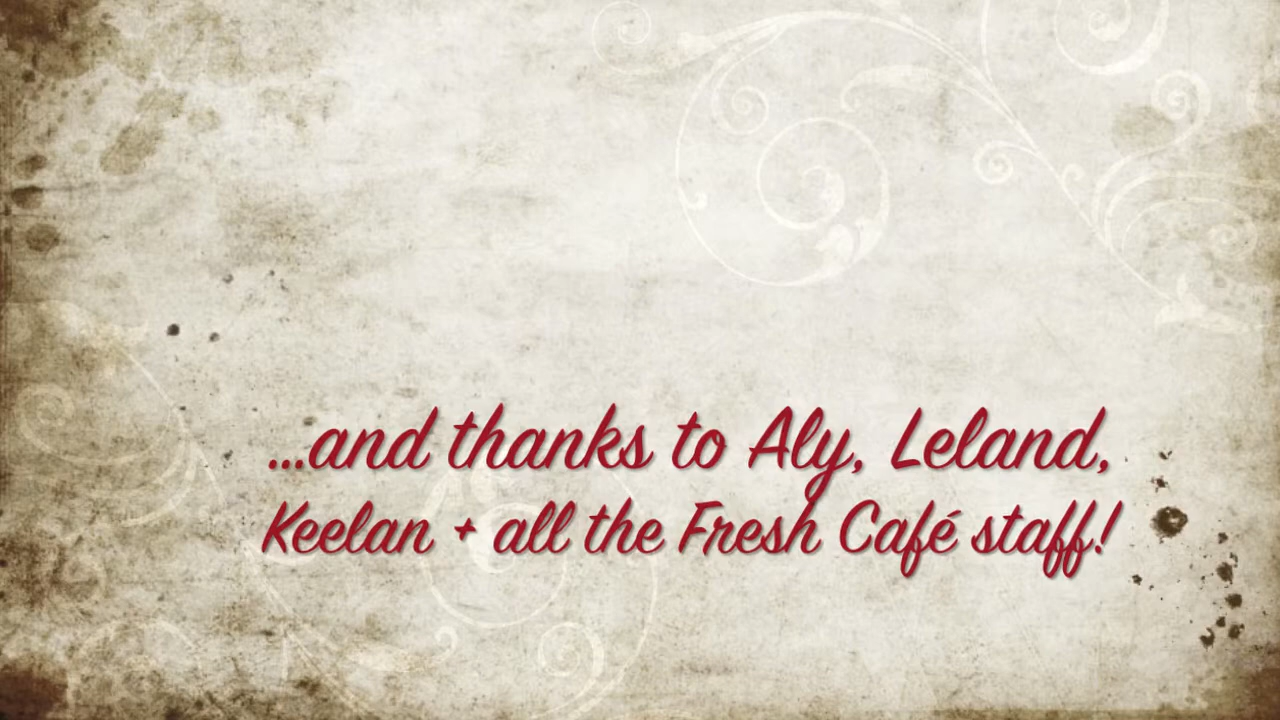 ...and thanks to Aly, Leland,
Keelan + all the Fresh Café staff!